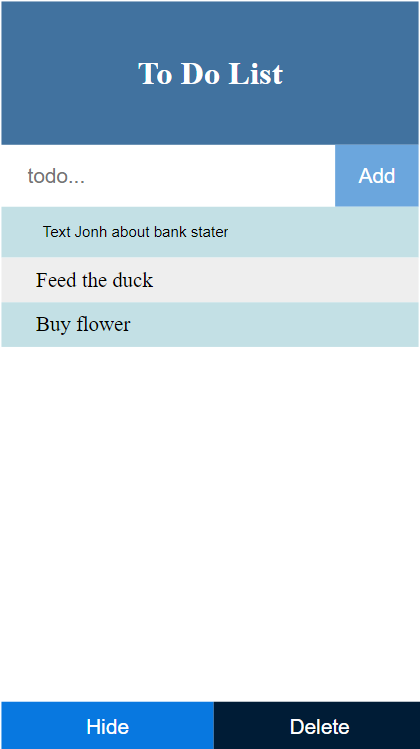 To Do List
todo...
Add
Text Jonh about bank stater
Feed the duck
Buy flower
Hide
Delete